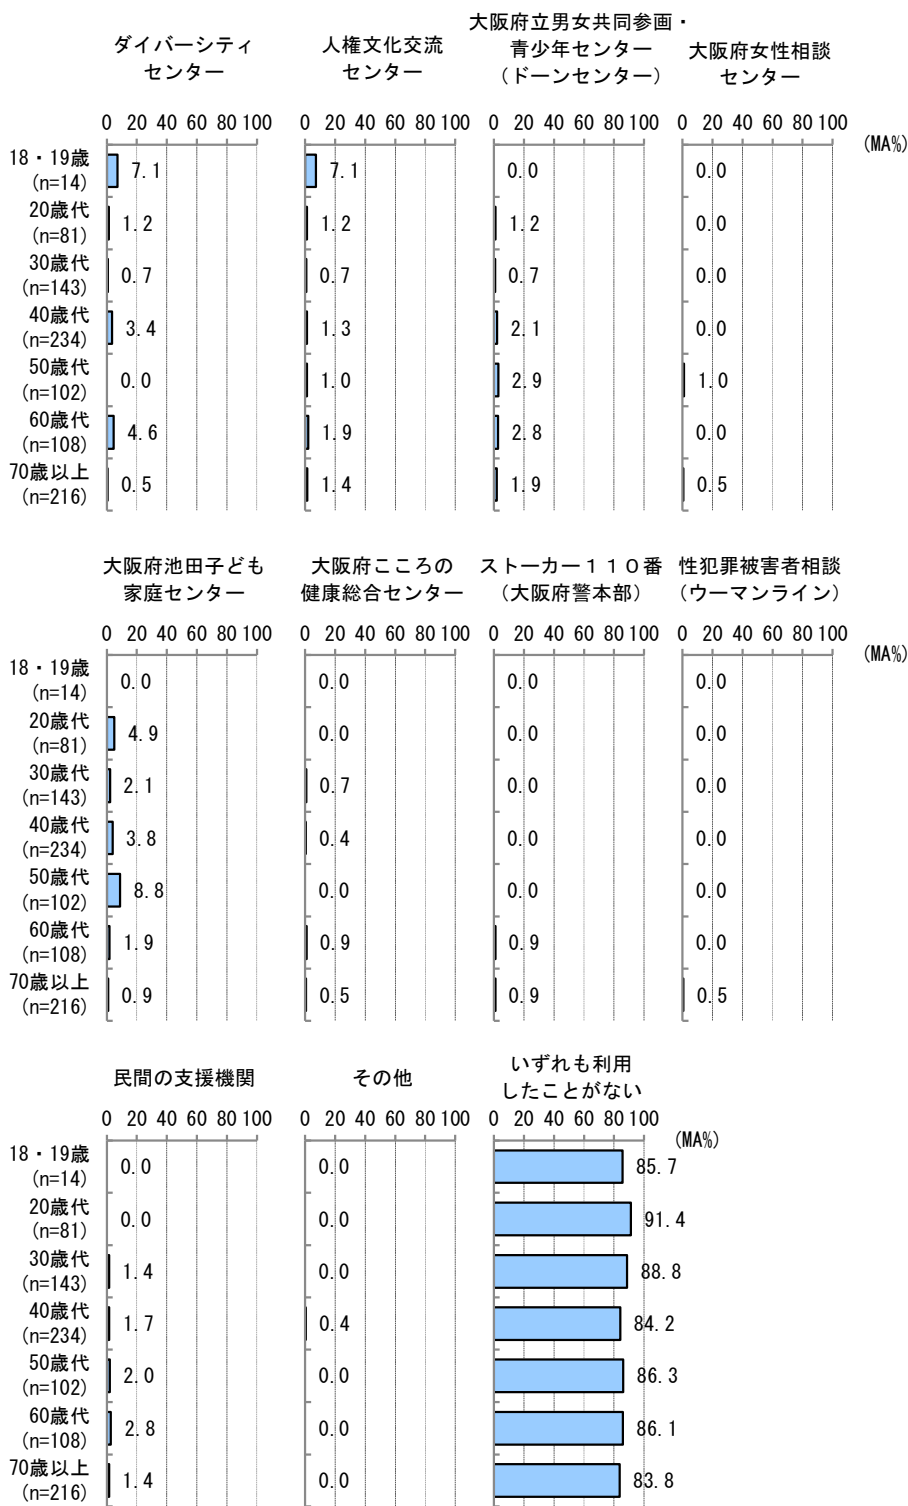 ダイバーシティ
センター
人権文化交流
センター
大阪府立男女共同参画・
青少年センター
（ドーンセンター）
大阪府女性相談
センター
0 20 40 60 80 100
0 20 40 60 80 100
0 20 40 60 80 100
0 20 40 60 80 100
(MA%)
18・19歳 7.1 7.1 0.0 0.0
(n=14)
20歳代 1.2 1.2 1.2 0.0
(n=81)
30歳代 0.7 0.7 0.7 0.0
(n=143)
40歳代 3.4 1.3 2.1 0.0
(n=234)
50歳代 0.0 1.0 2.9 1.0
(n=102)
60歳代 4.6 1.9 2.8 0.0
(n=108)
70歳以上 0.5 1.4 1.9 0.5
(n=216)
大阪府池田子ども
家庭センター
大阪府こころの
健康総合センター
ストーカー１１０番
（大阪府警本部）
性犯罪被害者相談
（ウーマンライン）
0 20 40 60 80 100
0 20 40 60 80 100
0 20 40 60 80 100
0 20 40 60 80 100
(MA%)
18・19歳 0.0 0.0 0.0 0.0
(n=14)
20歳代 4.9 0.0 0.0 0.0
(n=81)
30歳代 2.1 0.7 0.0 0.0
(n=143)
40歳代 3.8 0.4 0.0 0.0
(n=234)
50歳代 8.8 0.0 0.0 0.0
(n=102)
60歳代 1.9 0.9 0.9 0.0
(n=108)
70歳以上 0.9 0.5 0.9 0.5
(n=216)
民間の支援機関
その他
いずれも利用
したことがない
0 20 40 60 80 100
0 20 40 60 80 100
0 20 40 60 80 100
(MA%)
18・19歳 0.0 0.0 85.7
(n=14)
20歳代 0.0 0.0 91.4
(n=81)
30歳代 1.4 0.0 88.8
(n=143)
40歳代 1.7 0.4 84.2
(n=234)
50歳代 2.0 0.0 86.3
(n=102)
60歳代 2.8 0.0 86.1
(n=108)
70歳以上 1.4 0.0 83.8
(n=216)